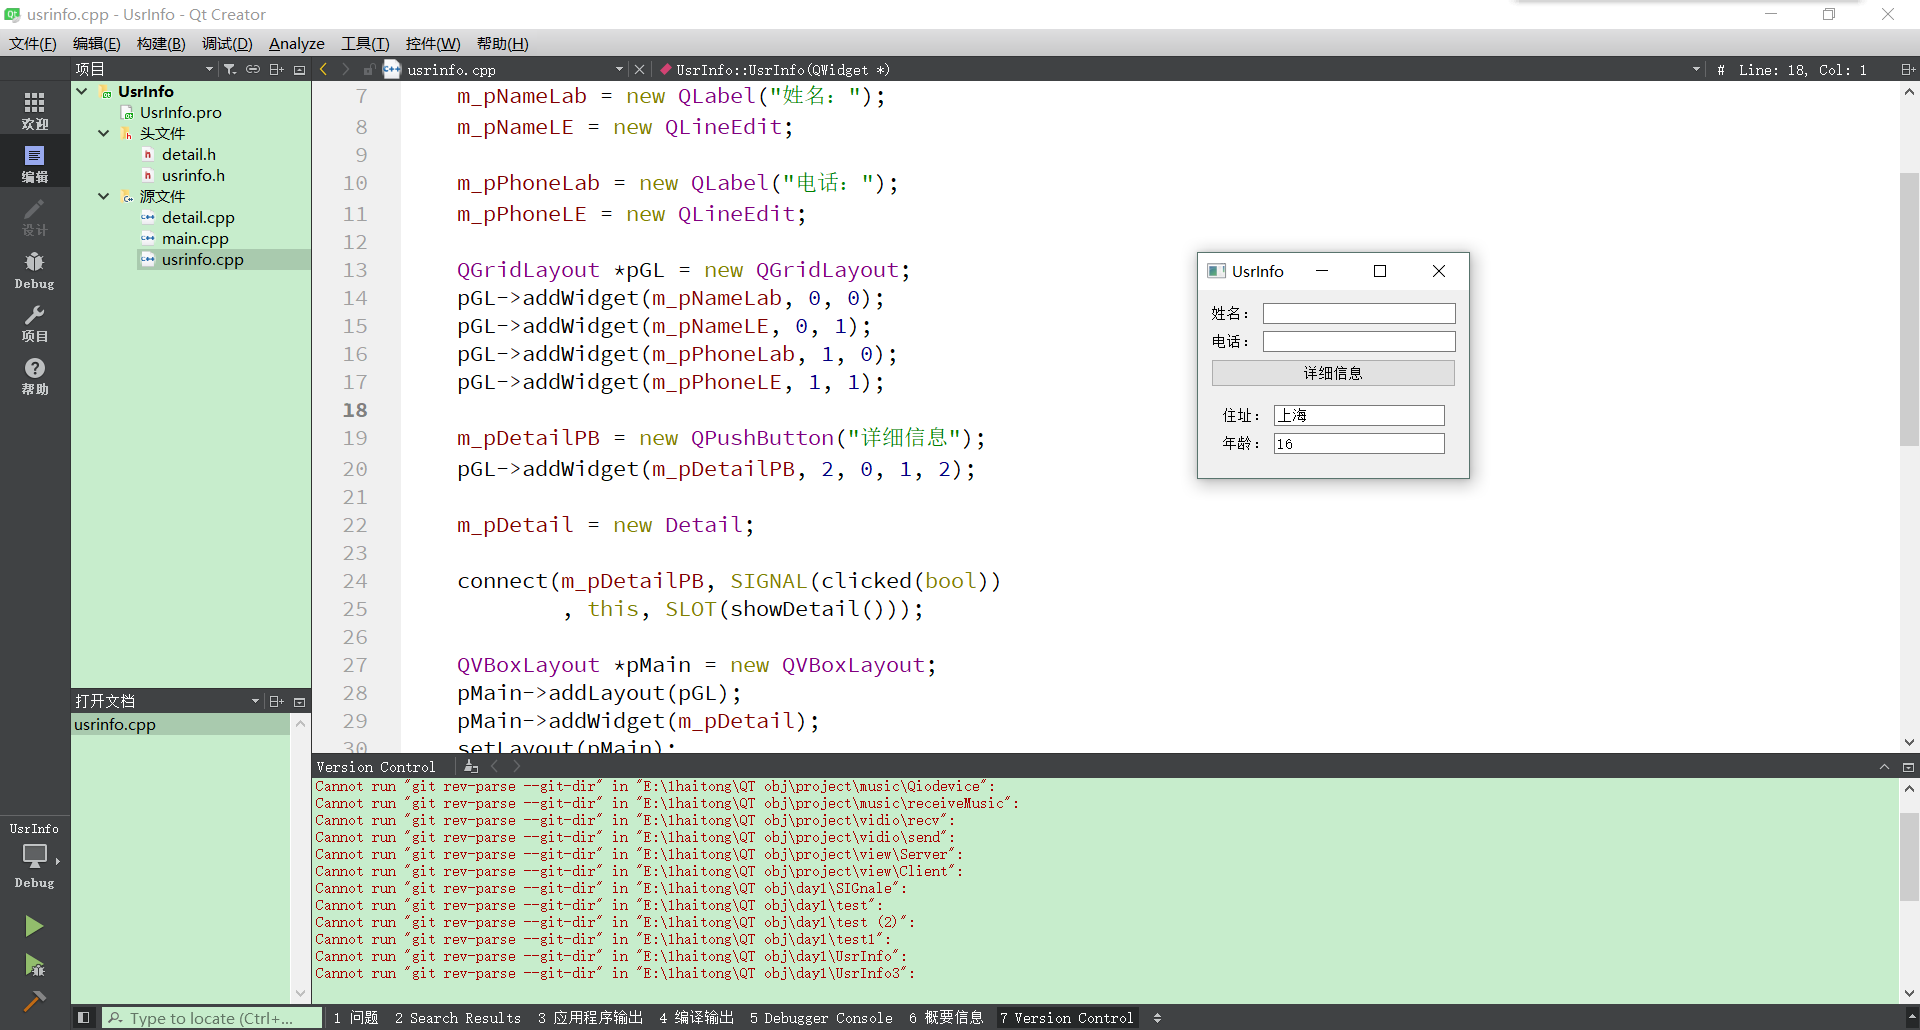 usrinfo.cpp - UsrInfo - Qt Creator
文件(F) 编辑(E) 构建(B) 调试(D) Analyze 工具(T) 控件(W) 帮助(H)
项目
usrinfo.cpp
UsrInfo::UsrInfo(QWidget *)
# Line: 18, Col: 1
欢迎
编辑
设计
Debug
项目
帮助
UsrInfo
UsrInfo.pro
头文件
detail.h
usrinfo.h
源文件
detail.cpp
main.cpp
usrinfo.cpp
打开文档
usrinfo.cpp
7 m_pNameLab = new QLabel("姓名：");
8 m_pNameLE = new QLineEdit;
9
10 m_pPhoneLab = new QLabel("电话：");
11 m_pPhoneLE = new QLineEdit;
12
13 QGridLayout *pGL = new QGridLayout;
14 pGL->addWidget(m_pNameLab, 0, 0);
15 pGL->addWidget(m_pNameLE, 0, 1);
16 pGL->addWidget(m_pPhoneLab, 1, 0);
17 pGL->addWidget(m_pPhoneLE, 1, 1);
18
19 m_pDetailPB = new QPushButton("详细信息");
20 pGL->addWidget(m_pDetailPB, 2, 0, 1, 2);
21
22 m_pDetail = new Detail;
23
24 connect(m_pDetailPB, SIGNAL(clicked(bool))
25 , this, SLOT(showDetail()));
26
27 QVBoxLayout *pMain = new QVBoxLayout;
28 pMain->addLayout(pGL);
29 pMain->addWidget(m_pDetail);
30 setLayout(pMain);
UsrInfo
姓名：
电话：
详细信息
住址： 上海
年龄： 16
Version Control
Cannot run "git rev-parse --git-dir" in "E:\1haitong\QT obj\project\music\Qiodevice":
Cannot run "git rev-parse --git-dir" in "E:\1haitong\QT obj\project\music\receiveMusic":
Cannot run "git rev-parse --git-dir" in "E:\1haitong\QT obj\project\vidio\recv":
Cannot run "git rev-parse --git-dir" in "E:\1haitong\QT obj\project\vidio\send":
Cannot run "git rev-parse --git-dir" in "E:\1haitong\QT obj\project\view\Server":
Cannot run "git rev-parse --git-dir" in "E:\1haitong\QT obj\project\view\Client":
Cannot run "git rev-parse --git-dir" in "E:\1haitong\QT obj\day1\SIGnale":
Cannot run "git rev-parse --git-dir" in "E:\1haitong\QT obj\day1\test":
Cannot run "git rev-parse --git-dir" in "E:\1haitong\QT obj\day1\test (2)":
Cannot run "git rev-parse --git-dir" in "E:\1haitong\QT obj\day1\test1":
Cannot run "git rev-parse --git-dir" in "E:\1haitong\QT obj\day1\UsrInfo":
Cannot run "git rev-parse --git-dir" in "E:\1haitong\QT obj\day1\UsrInfo3":
UsrInfo
Debug
Type to locate (Ctrl+...
1 问题 2 Search Results 3 应用程序输出 4 编译输出 5 Debugger Console 6 概要信息 7 Version Control